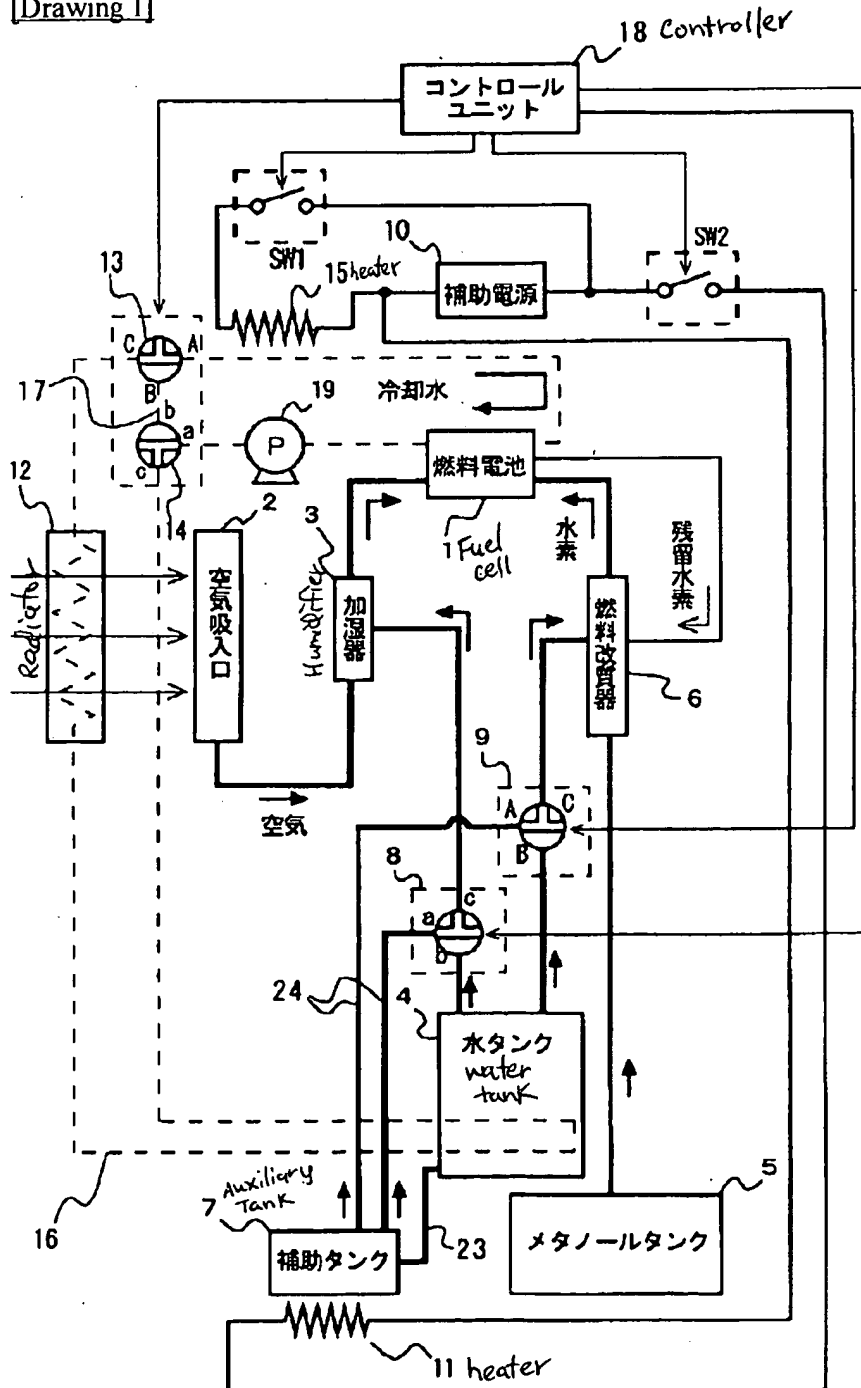 [Drawing 1]
18 Controller
コントロール
ユニット
SW1
10
SW2
補助電源
15 heater
13
C A
B
冷却水
17
b
a
c
14
19
P
燃料電池
1 Fuel
cell
12
2
3
水素
残留水素
Radiator
空気吸入口
Humidifier
加湿器
燃料改質器
6
空気
9
A C
B
8
c
a
b
24
4
水タンク
water
tank
16
Auxiliary
Tank
7
補助タンク
23
5
メタノールタンク
11 heater